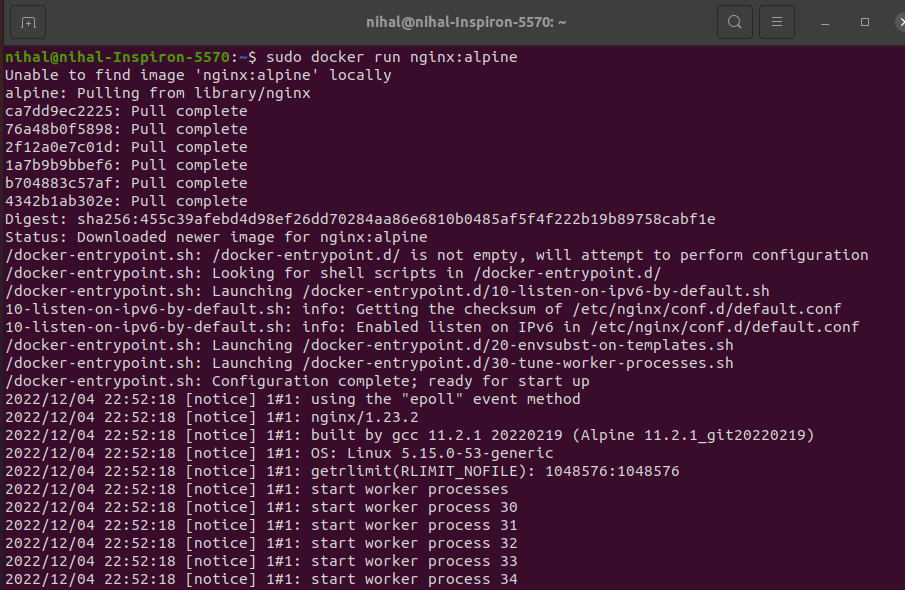 nihal@nihal-Inspiron-5570: ~
nihal@nihal-Inspiron-5570:~$ sudo docker run nginx:alpine
Unable to find image 'nginx:alpine' locally
alpine: Pulling from library/nginx
ca7dd9ec2225: Pull complete
76a48b0f5898: Pull complete
2f12a0e7c01d: Pull complete
1a7b9b9bbef6: Pull complete
b704883c57af: Pull complete
4342b1ab302e: Pull complete
Digest: sha256:455c39afebd4d98ef26dd70284aa86e6810b0485af5f4f222b19b89758cabf1e
Status: Downloaded newer image for nginx:alpine
/docker-entrypoint.sh: /docker-entrypoint.d/ is not empty, will attempt to perform configuration
/docker-entrypoint.sh: Looking for shell scripts in /docker-entrypoint.d/
/docker-entrypoint.sh: Launching /docker-entrypoint.d/10-listen-on-ipv6-by-default.sh
10-listen-on-ipv6-by-default.sh: info: Getting the checksum of /etc/nginx/conf.d/default.conf
10-listen-on-ipv6-by-default.sh: info: Enabled listen on IPv6 in /etc/nginx/conf.d/default.conf
/docker-entrypoint.sh: Launching /docker-entrypoint.d/20-envsubst-on-templates.sh
/docker-entrypoint.sh: Launching /docker-entrypoint.d/30-tune-worker-processes.sh
/docker-entrypoint.sh: Configuration complete; ready for start up
2022/12/04 22:52:18 [notice] 1#1: using the "epoll" event method
2022/12/04 22:52:18 [notice] 1#1: nginx/1.23.2
2022/12/04 22:52:18 [notice] 1#1: built by gcc 11.2.1 20220219 (Alpine 11.2.1_git20220219)
2022/12/04 22:52:18 [notice] 1#1: OS: Linux 5.15.0-53-generic
2022/12/04 22:52:18 [notice] 1#1: getrlimit(RLIMIT_NOFILE): 1048576:1048576
2022/12/04 22:52:18 [notice] 1#1: start worker processes
2022/12/04 22:52:18 [notice] 1#1: start worker process 30
2022/12/04 22:52:18 [notice] 1#1: start worker process 31
2022/12/04 22:52:18 [notice] 1#1: start worker process 32
2022/12/04 22:52:18 [notice] 1#1: start worker process 33
2022/12/04 22:52:18 [notice] 1#1: start worker process 34